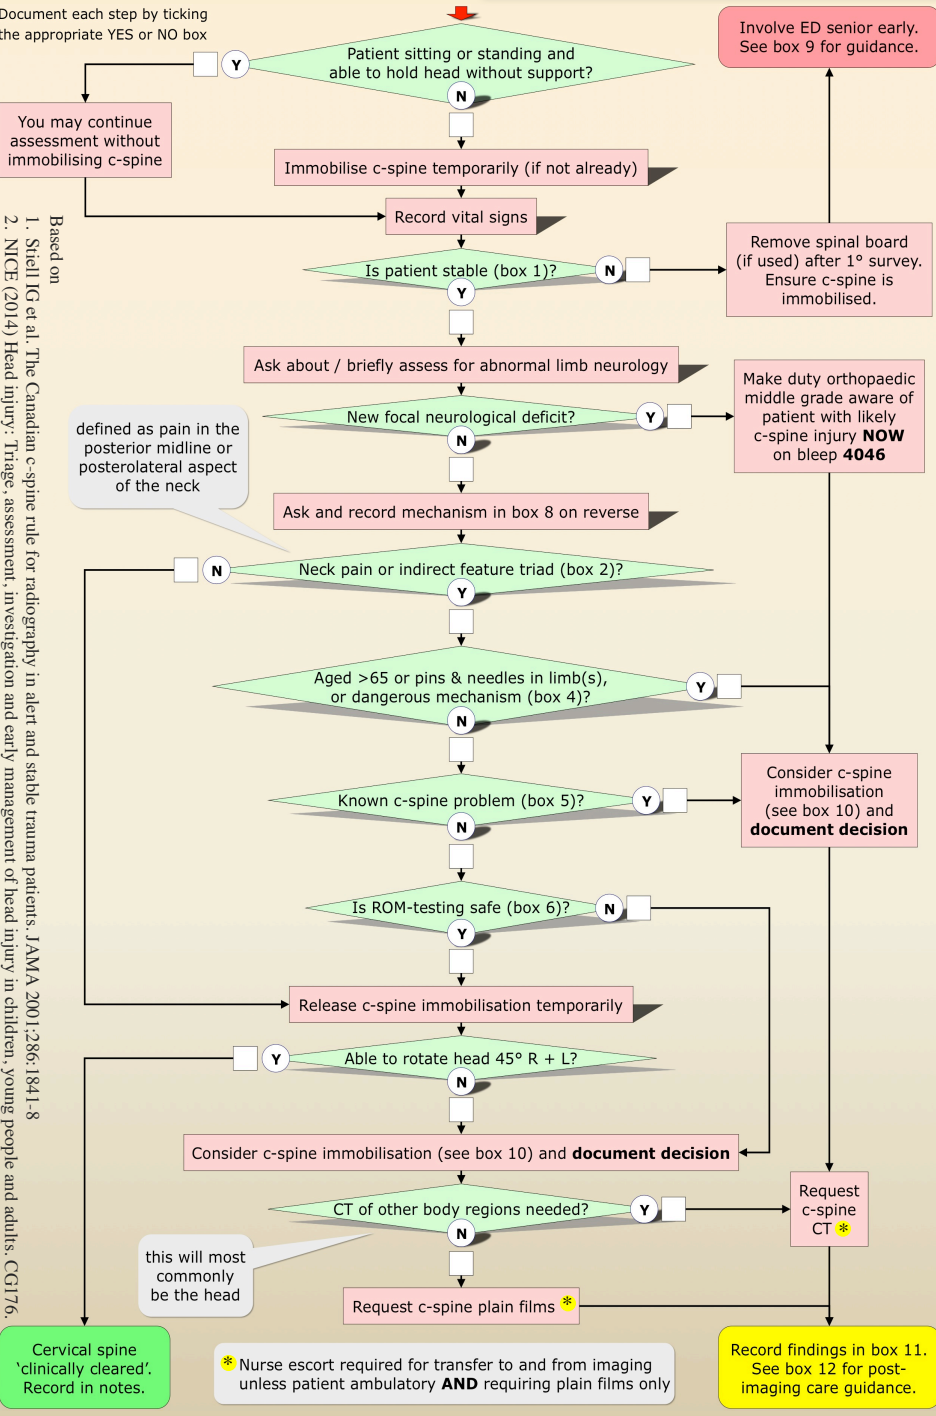 Document each step by ticking
the appropriate YES or NO box
Patient sitting or standing and
able to hold head without support?
Y
N
Involve ED senior early.
See box 9 for guidance.
You may continue
assessment without
immobilising c-spine
Immobilise c-spine temporarily (if not already)
Record vital signs
Is patient stable (box 1)?
N
Y
Remove spinal board
(if used) after 1° survey.
Ensure c-spine is
immobilised.
Ask about / briefly assess for abnormal limb neurology
New focal neurological deficit?
Y
N
Make duty orthopaedic
middle grade aware of
patient with likely
c-spine injury NOW
on bleep 4046
defined as pain in the
posterior midline or
posterolateral aspect
of the neck
Ask and record mechanism in box 8 on reverse
Neck pain or indirect feature triad (box 2)?
N
Y
Aged >65 or pins & needles in limb(s),
or dangerous mechanism (box 4)?
Y
N
Known c-spine problem (box 5)?
Y
N
Consider c-spine
immobilisation
(see box 10) and
document decision
Is ROM-testing safe (box 6)?
N
Y
Release c-spine immobilisation temporarily
Able to rotate head 45° R + L?
Y
N
Consider c-spine immobilisation (see box 10) and document decision
CT of other body regions needed?
Y
N
Request
c-spine
CT *
this will most
commonly
be the head
Request c-spine plain films *
Cervical spine
‘clinically cleared’.
Record in notes.
* Nurse escort required for transfer to and from imaging
unless patient ambulatory AND requiring plain films only
Record findings in box 11.
See box 12 for post-
imaging care guidance.
Based on
1. Stiell IG et al. The Canadian c-spine rule for radiography in alert and stable trauma patients. JAMA 2001;286:1841-8
2. NICE (2014) Head injury: Triage, assessment, investigation and early management of head injury in children, young people and adults. CG176.